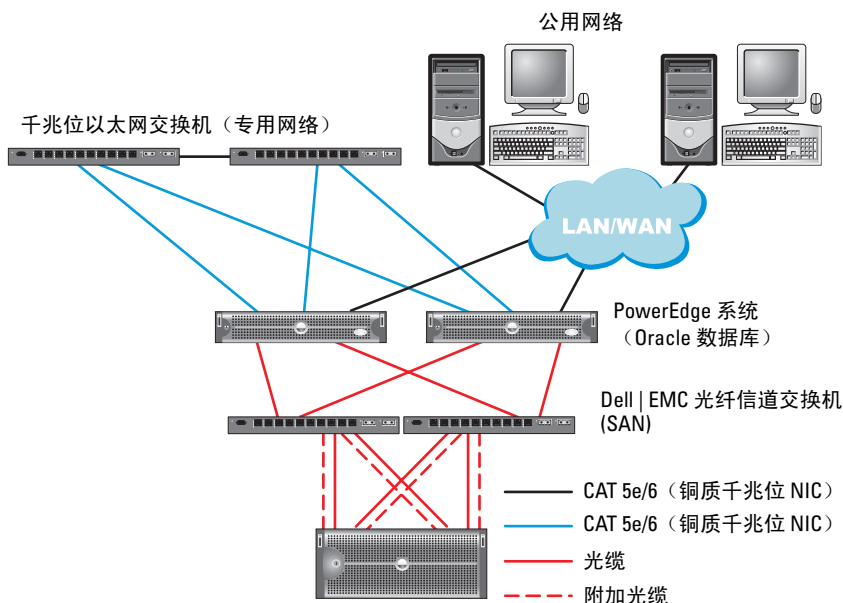 公用网络
千兆位以太网交换机（专用网络）
LAN/WAN
PowerEdge 系统
（Oracle 数据库）
Dell | EMC 光纤信道交换机
(SAN)
CAT 5e/6（铜质千兆位 NIC）
CAT 5e/6（铜质千兆位 NIC）
光缆
附加光缆